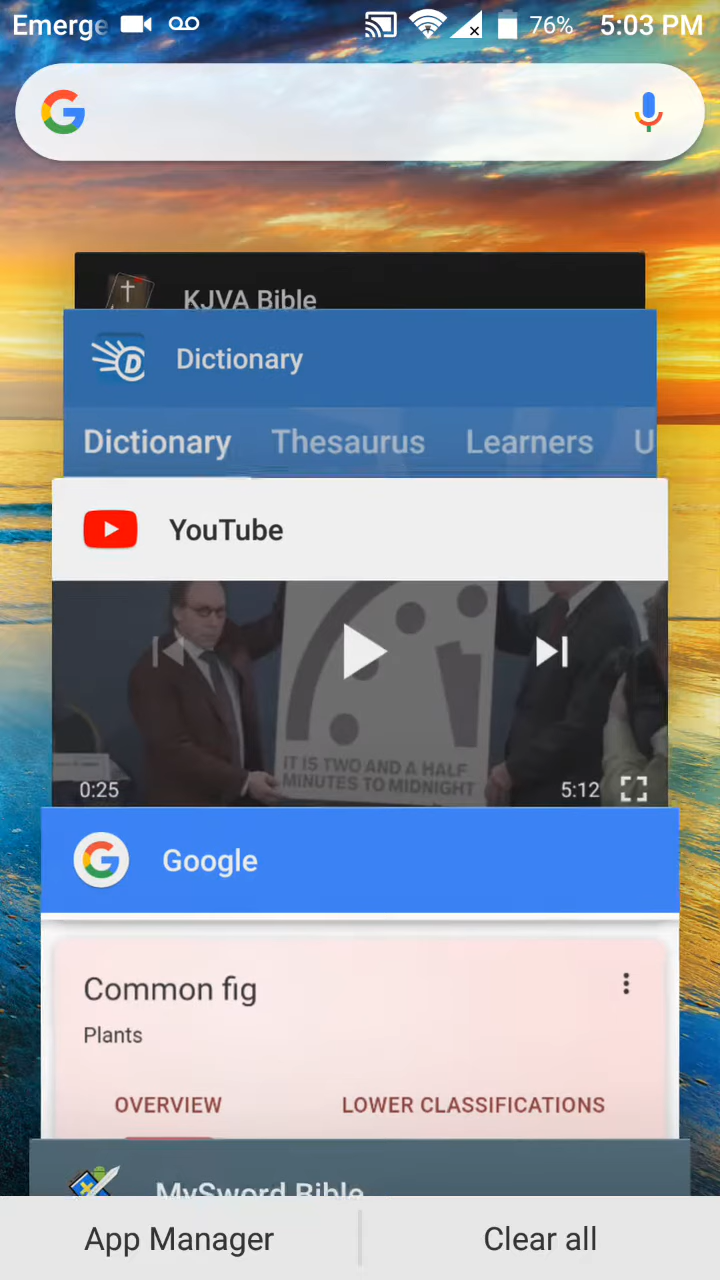 Emerge 76% 5:03 PM
KJVA Bible
Dictionary
Dictionary Thesaurus Learners U
YouTube
IT IS TWO AND A HALF
MINUTES TO MIDNIGHT
0:25 5:12
Google
Common fig
Plants
OVERVIEW LOWER CLASSIFICATIONS
MySword Bible
App Manager Clear all